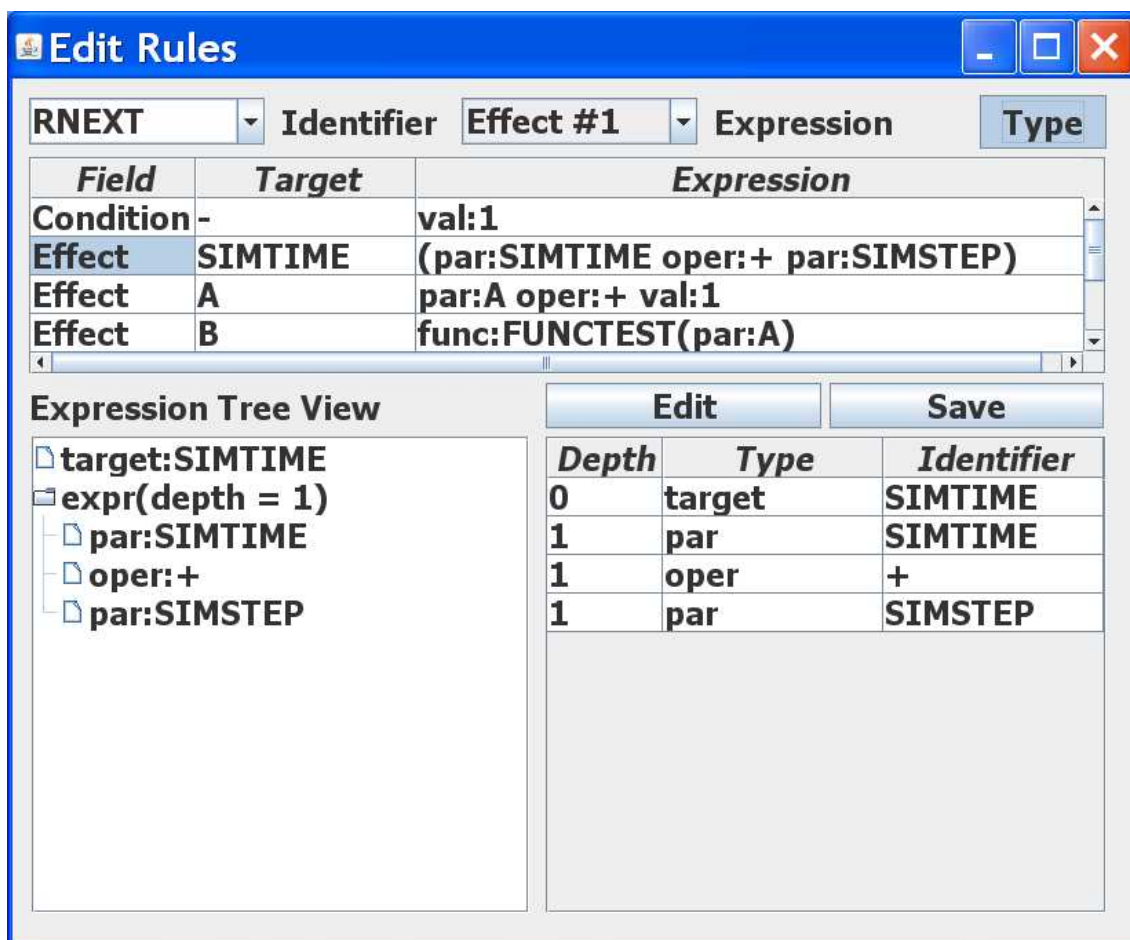 Edit Rules
RNEXT Identifier Effect #1 Expression Type
Field Target Expression
Condition - val:1
Effect SIMTIME (par:SIMTIME oper:+ par:SIMSTEP)
Effect A par:A oper:+ val:1
Effect B func:FUNCTEST(par:A)
Expression Tree View Edit Save
target:SIMTIME
expr(depth = 1)
par:SIMTIME
oper:+
par:SIMSTEP
Depth Type Identifier
0 target SIMTIME
1 par SIMTIME
1 oper +
1 par SIMSTEP